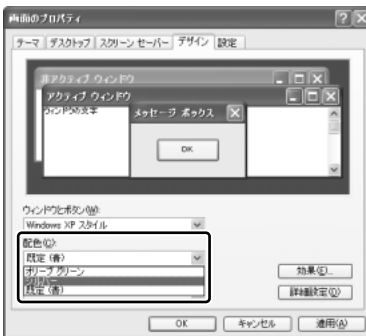 画面のプロパティ
テーマ デスクトップ スクリーン セーバー デザイン 設定
非アクティブ ウィンドウ
アクティブ ウィンドウ
ウィンドウの文字
メッセージ ボックス
OK
ウィンドウとボタン(W):
Windows XP スタイル
配色(C):
既定 (青)
オリーブ グリーン
シルバー
既定 (青)
効果(E)...
詳細設定(D)
OK キャンセル 適用(A)